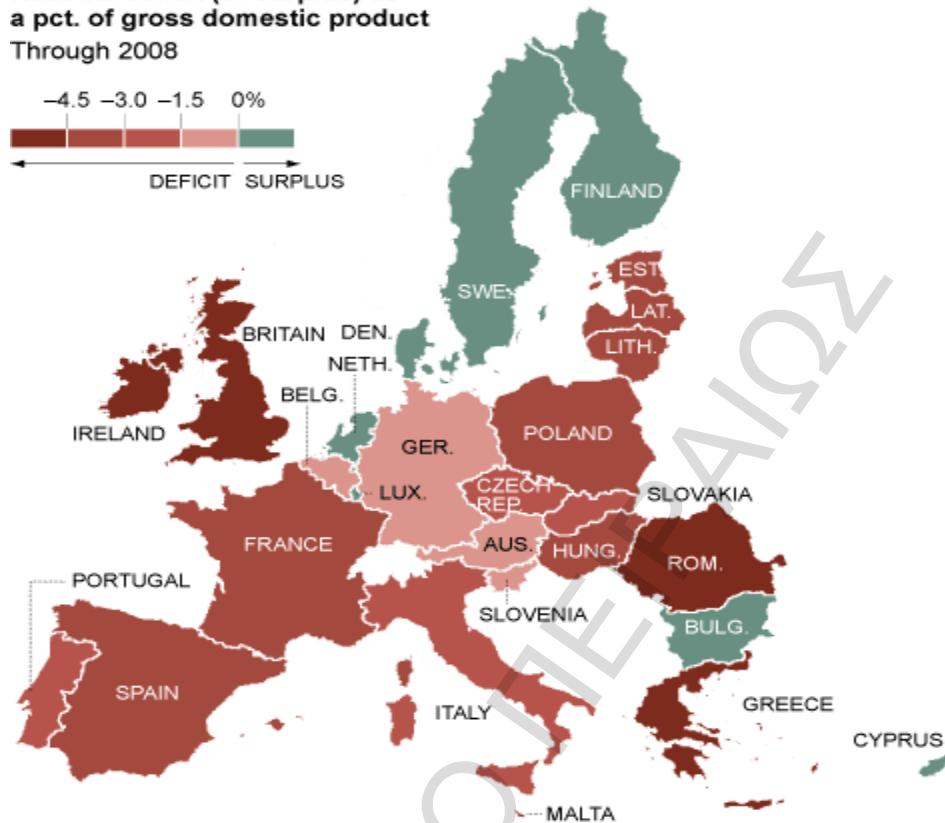 a pct. of gross domestic product
Through 2008
–4.5 –3.0 –1.5 0%
DEFICIT SURPLUS
FINLAND
SWE.
EST.
LAT.
LITH.
BRITAIN
DEN.
NETH.
BELG.
IRELAND
GER.
POLAND
LUX.
CZECH
REP.
SLOVAKIA
FRANCE
AUS.
HUNG.
ROM.
PORTUGAL
SLOVENIA
BULG.
SPAIN
ITALY
GREECE
CYPRUS
MALTA
Ο ΠΕΙΡΑΙΩΣ